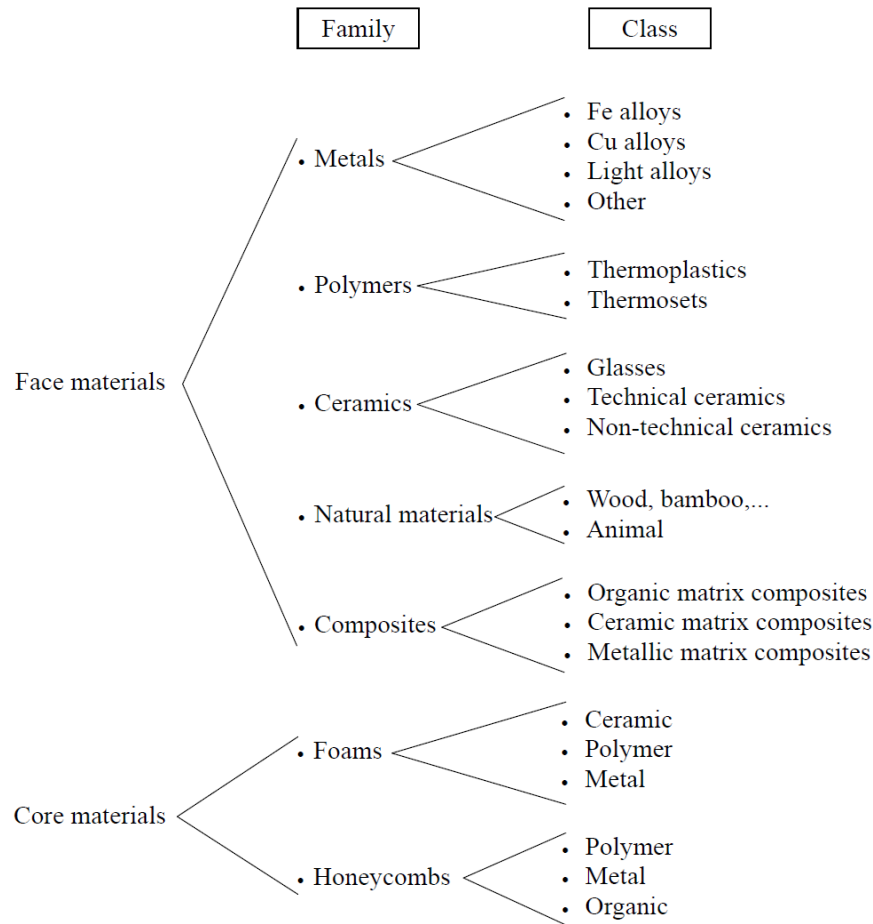 Family
Class
• Fe alloys
• Cu alloys
• Metals
• Light alloys
• Other
• Thermoplastics
• Polymers
• Thermosets
• Glasses
Face materials
• Technical ceramics
• Ceramics
• Non-technical ceramics
• Wood, bamboo,...
• Natural materials
• Animal
• Organic matrix composites
• Composites
• Ceramic matrix composites
• Metallic matrix composites
• Ceramic
• Foams
• Polymer
• Metal
Core materials
• Polymer
• Honeycombs
• Metal
• Organic